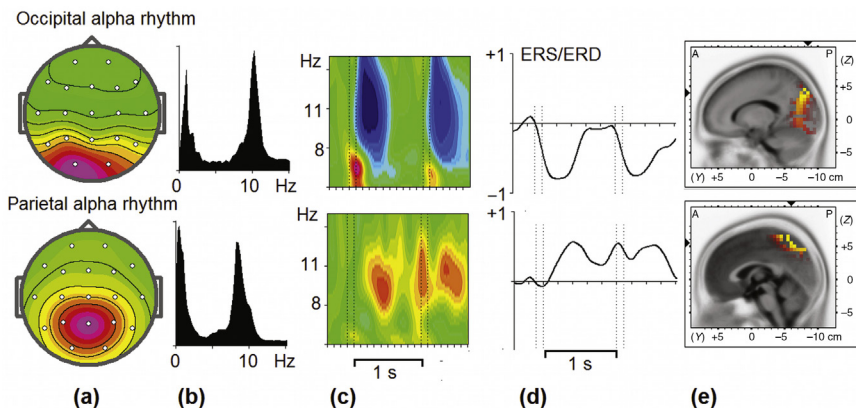 Occipital alpha rhythm
0 10 Hz
Hz
11
8
+1
ERS/ERD
−1
A P (Z)
+5
0
−5
(Y) +5 0 −5 −10 cm
Parietal alpha rhythm
0 10 Hz
Hz
11
8
1 s
+1
1 s
A P (Z)
+5
0
−5
(Y) +5 0 −5 −10 cm
(a) (b) (c) (d) (e)